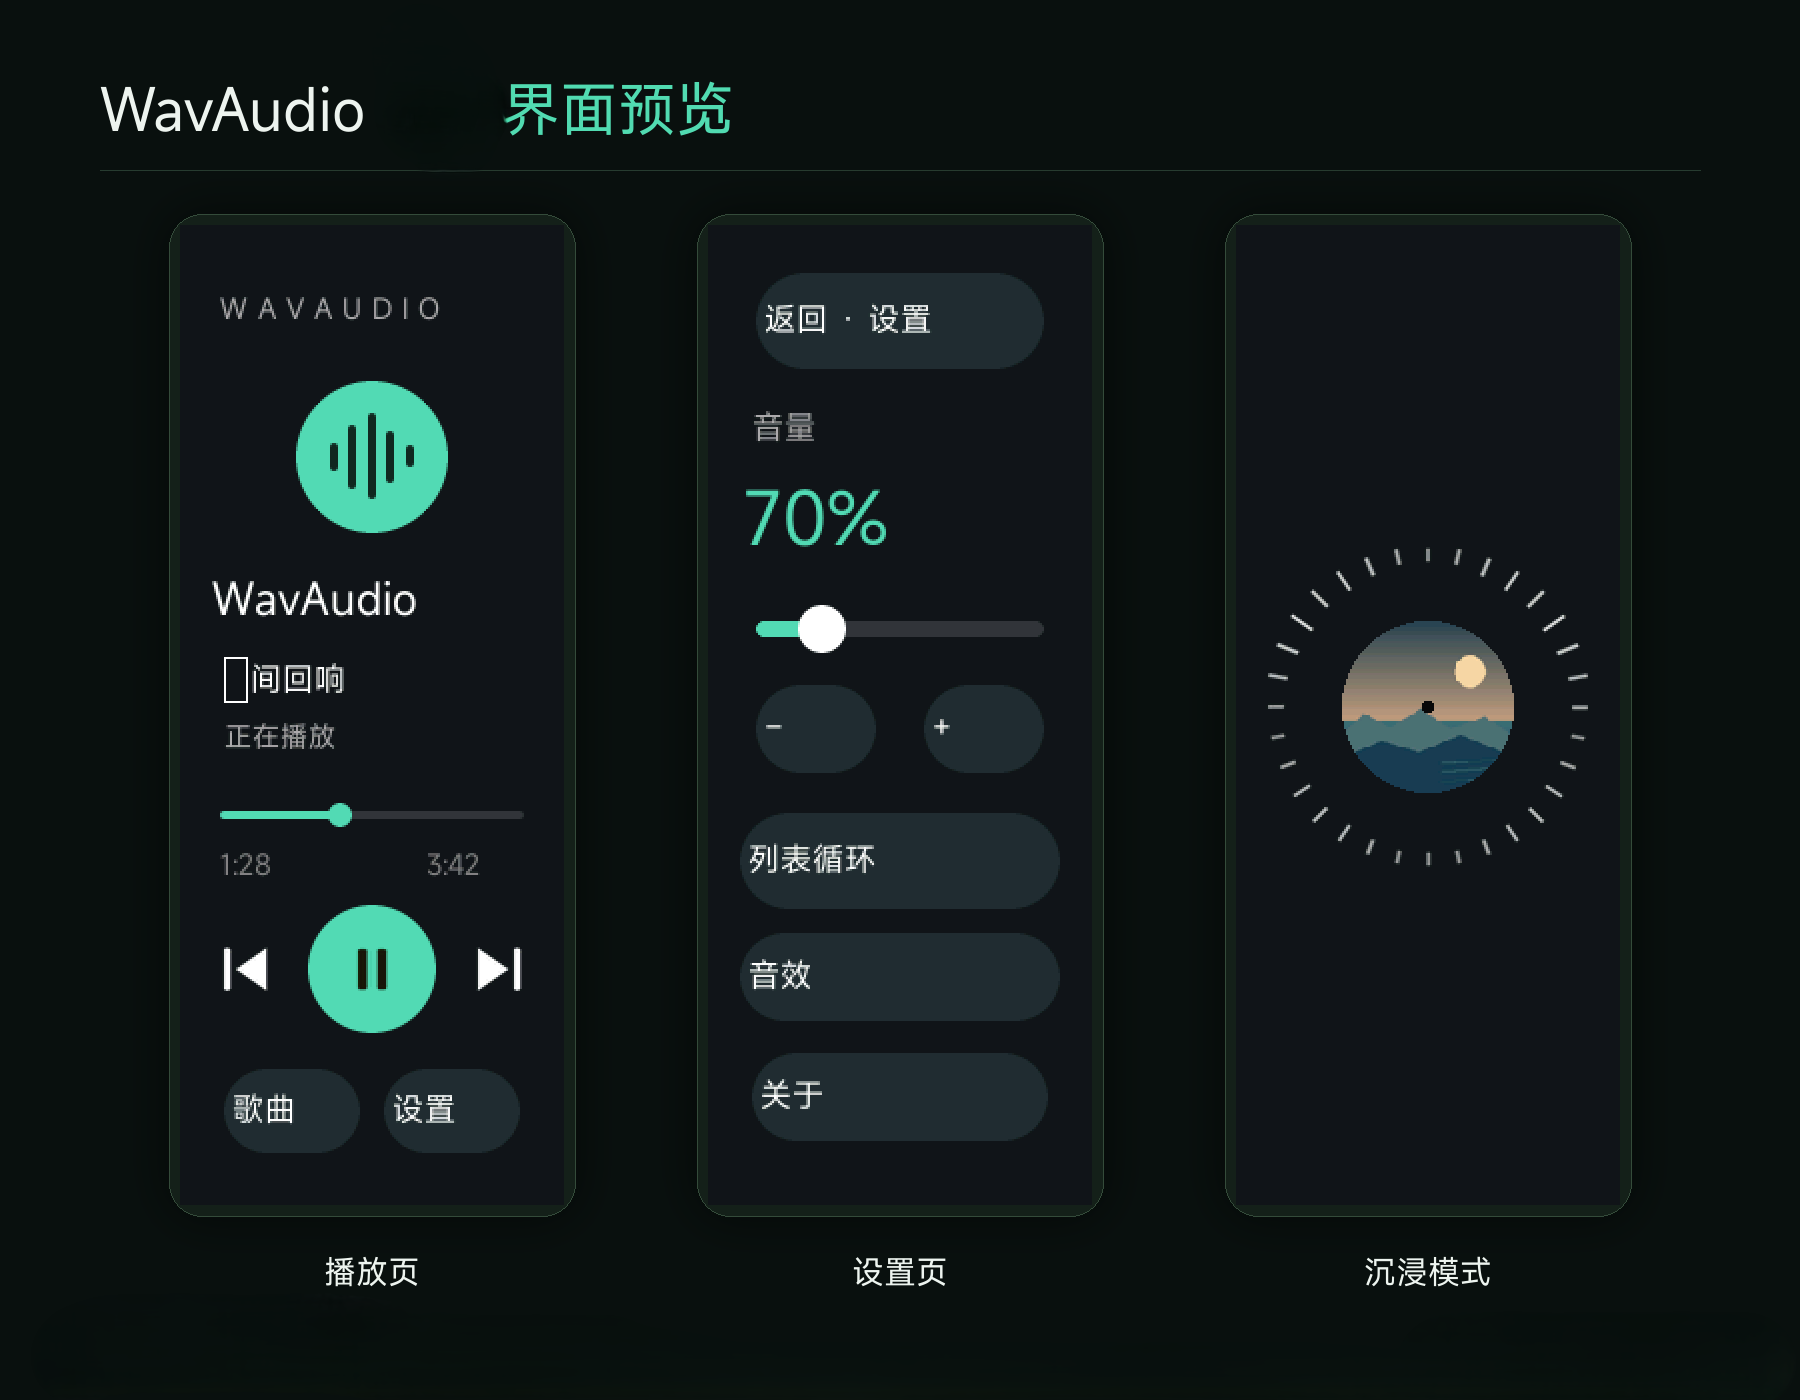 WavAudio 界面预览
WAVAUDIO
WavAudio
间回响
正在播放
1:28 3:42
歌曲 设置
播放页
返回 · 设置
音量
70%
− +
列表循环
音效
关于
设置页
沉浸模式